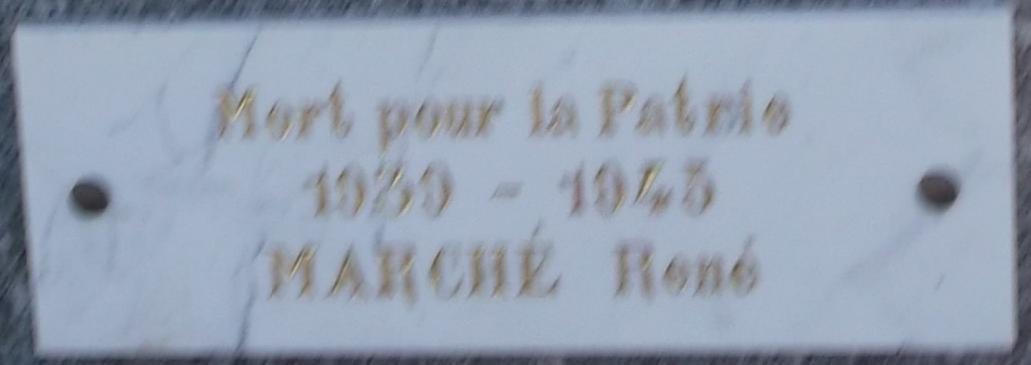 Mort pour la Patrie
1939 - 1945
MARCHÉ René